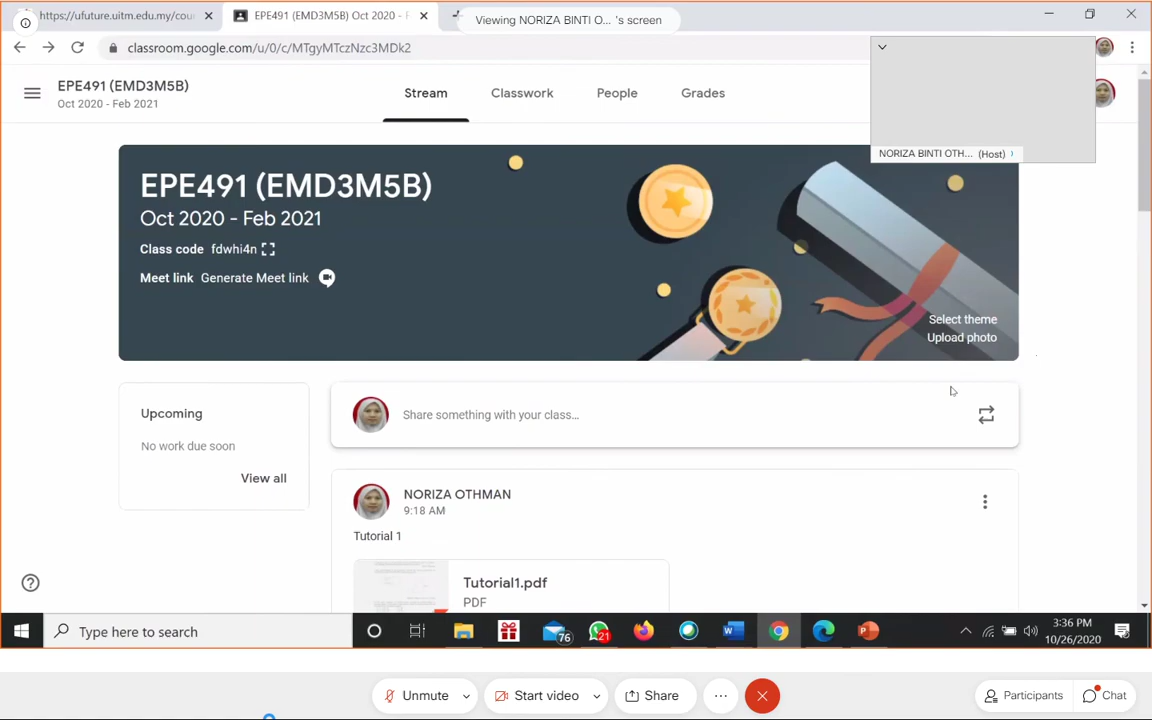 https://ufuture.uitm.edu.my/cou
EPE491 (EMD3M5B) Oct 2020 - F
Viewing NORIZA BINTI O... 's screen
classroom.google.com/u/0/c/MTgyMTczNzc3MDk2
EPE491 (EMD3M5B)
Oct 2020 - Feb 2021
Stream
Classwork
People
Grades
NORIZA BINTI OTH... (Host)
EPE491 (EMD3M5B)
Oct 2020 - Feb 2021
Class code fdwhi4n
Meet link Generate Meet link
Select theme
Upload photo
Upcoming
No work due soon
View all
Share something with your class...
NORIZA OTHMAN
9:18 AM
Tutorial 1
Tutorial1.pdf
PDF
Type here to search
76
21
3:36 PM
10/26/2020
Unmute
Start video
Share
Participants
Chat